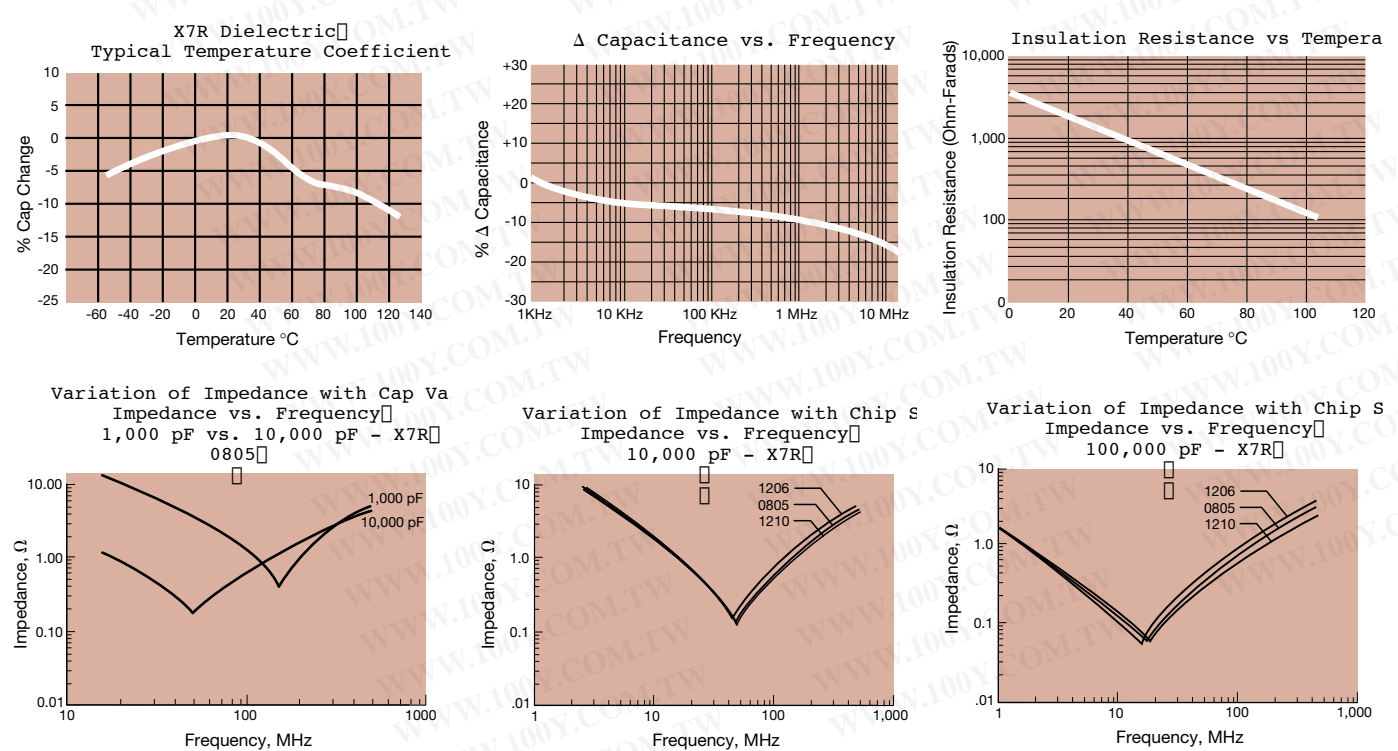 X7R Dielectric
Typical Temperature Coefficient
% Cap Change
10
5
0
-5
-10
-15
-20
-25
-60 -40 -20 0 20 40 60 80 100 120 140
Temperature °C
Δ Capacitance vs. Frequency
% Δ Capacitance
+30
+20
+10
0
-10
-20
-30
1KHz 10 KHz 100 KHz 1 MHz 10 MHz
Frequency
Insulation Resistance vs Tempera
Insulation Resistance (Ohm-Farads)
10,000
1,000
100
0
0 20 40 60 80 100 120
Temperature °C
Variation of Impedance with Cap Va
Impedance vs. Frequency
1,000 pF vs. 10,000 pF - X7R
0805
Impedance, Ω
10.00
1.00
0.10
0.01
1,000 pF
10,000 pF
10 100 1000
Frequency, MHz
Variation of Impedance with Chip S
Impedance vs. Frequency
10,000 pF - X7R
Impedance, Ω
10
1.0
0.1
.01
1206
0805
1210
1 10 100 1,000
Frequency, MHz
Variation of Impedance with Chip S
Impedance vs. Frequency
100,000 pF - X7R
Impedance, Ω
10
1.0
0.1
.01
1206
0805
1210
1 10 100 1,000
Frequency, MHz
WWW.100Y.COM.TW